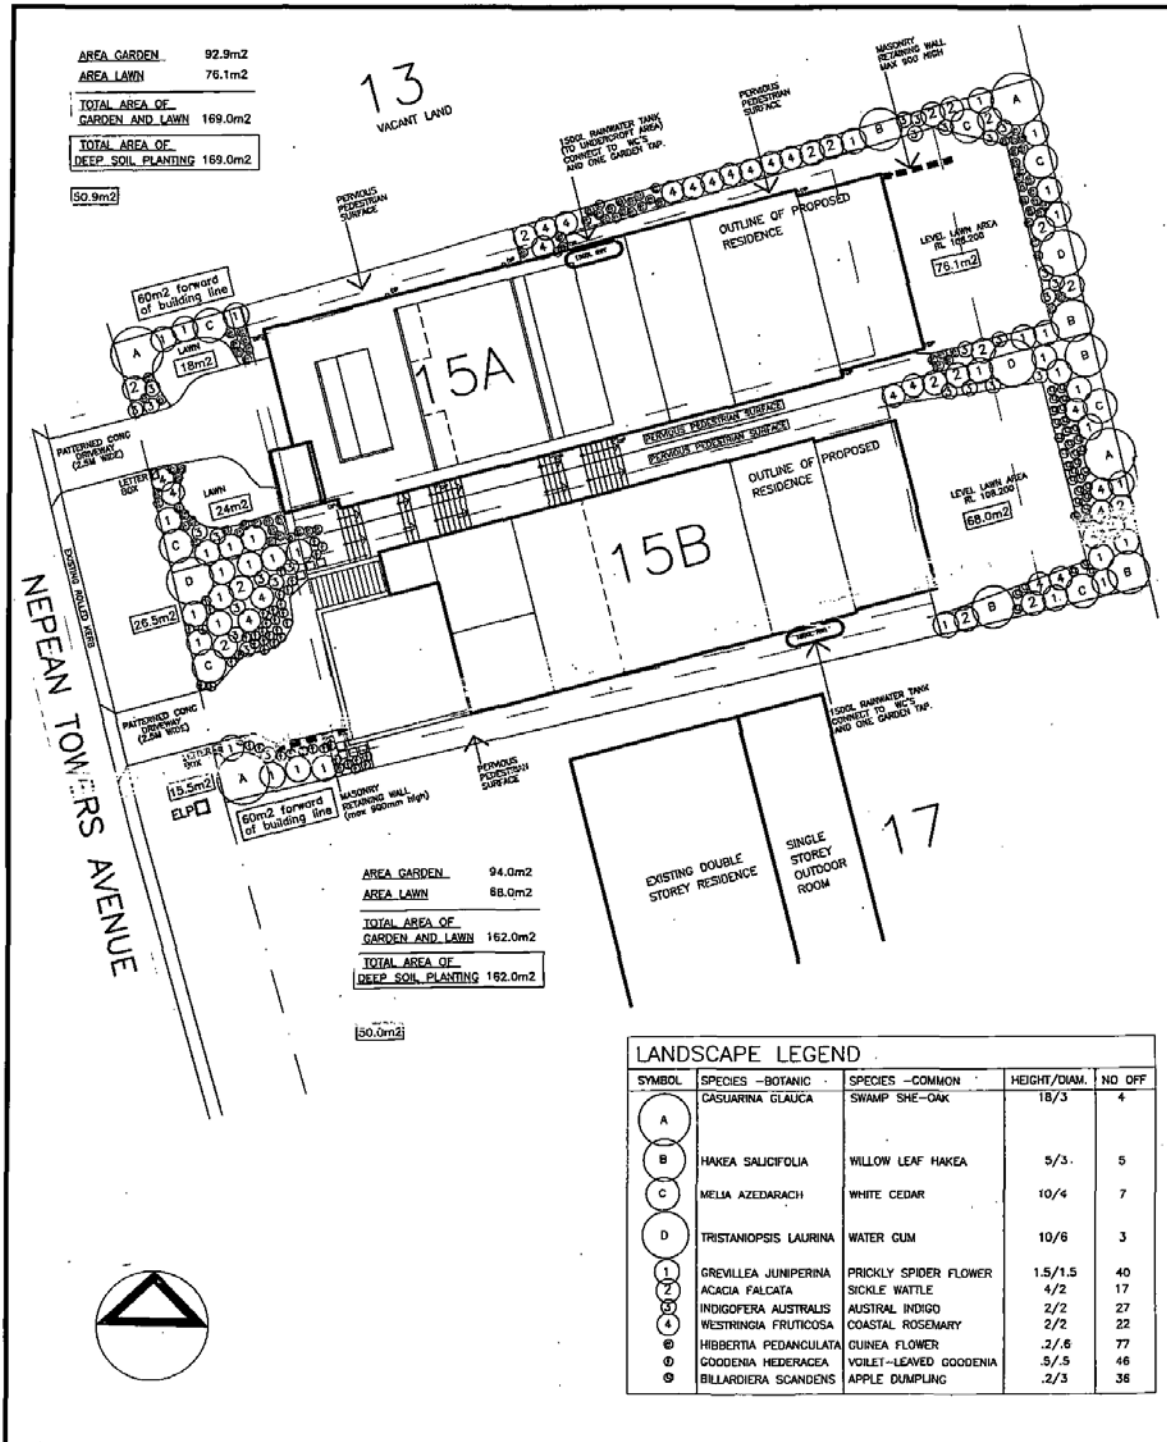 AREA GARDEN 92.9m2
AREA LAWN 76.1m2
TOTAL AREA OF
GARDEN AND LAWN 169.0m2
TOTAL AREA OF
DEEP SOIL PLANTING 169.0m2
50.9m2
13
VACANT LAND
MASONRY
RETAINING WALL
MAX 900 HIGH
PERVIOUS
PEDESTRIAN
SURFACE
1500L RAINWATER TANK
(TO UNDERCROFT AREA)
CONNECT TO WC'S
AND ONE GARDEN TAP.
PERVIOUS
PEDESTRIAN
SURFACE
OUTLINE OF PROPOSED
RESIDENCE
LEVEL LAWN AREA
RL 108.200
76.1m2
60m2 forward
of building line
LAWN
18m2
15A
PATTERNED CONC
DRIVEWAY
(2.5M WIDE)
LETTER
BOX
LAWN
24m2
PERVIOUS PEDESTRIAN SURFACE
PERVIOUS PEDESTRIAN SURFACE
OUTLINE OF PROPOSED
RESIDENCE
LEVEL LAWN AREA
RL 108.200
68.0m2
15B
EXISTING ROLLED KERB
NEPEAN TOWERS AVENUE
26.5m2
PATTERNED CONC
DRIVEWAY
(2.5M WIDE)
LETTER
BOX
15.5m2
ELP
60m2 forward
of building line
MASONRY
RETAINING WALL
(max 900mm high)
PERVIOUS
PEDESTRIAN
SURFACE
1500L RAINWATER TANK
CONNECT TO WC'S
AND ONE GARDEN TAP.
EXISTING DOUBLE
STOREY RESIDENCE
SINGLE
STOREY
OUTDOOR
ROOM
17
AREA GARDEN 94.0m2
AREA LAWN 68.0m2
TOTAL AREA OF
GARDEN AND LAWN 162.0m2
TOTAL AREA OF
DEEP SOIL PLANTING 162.0m2
50.0m2
LANDSCAPE LEGEND
SYMBOL SPECIES -BOTANIC SPECIES -COMMON HEIGHT/DIAM. NO OFF
A CASUARINA GLAUCA SWAMP SHE-OAK 18/3 4
B HAKEA SALICIFOLIA WILLOW LEAF HAKEA 5/3 5
C MELIA AZEDARACH WHITE CEDAR 10/4 7
D TRISTANIOPSIS LAURINA WATER GUM 10/6 3
1 GREVILLEA JUNIPERINA PRICKLY SPIDER FLOWER 1.5/1.5 40
2 ACACIA FALCATA SICKLE WATTLE 4/2 17
3 INDIGOFERA AUSTRALIS AUSTRAL INDIGO 2/2 27
4 WESTRINGIA FRUTICOSA COASTAL ROSEMARY 2/2 22
HIBBERTIA PEDANCULATA GUINEA FLOWER .2/.6 77
GOODENIA HEDERACEA VOILET-LEAVED GOODENIA .5/.5 46
BILLARDIERA SCANDENS APPLE DUMPLING .2/3 36